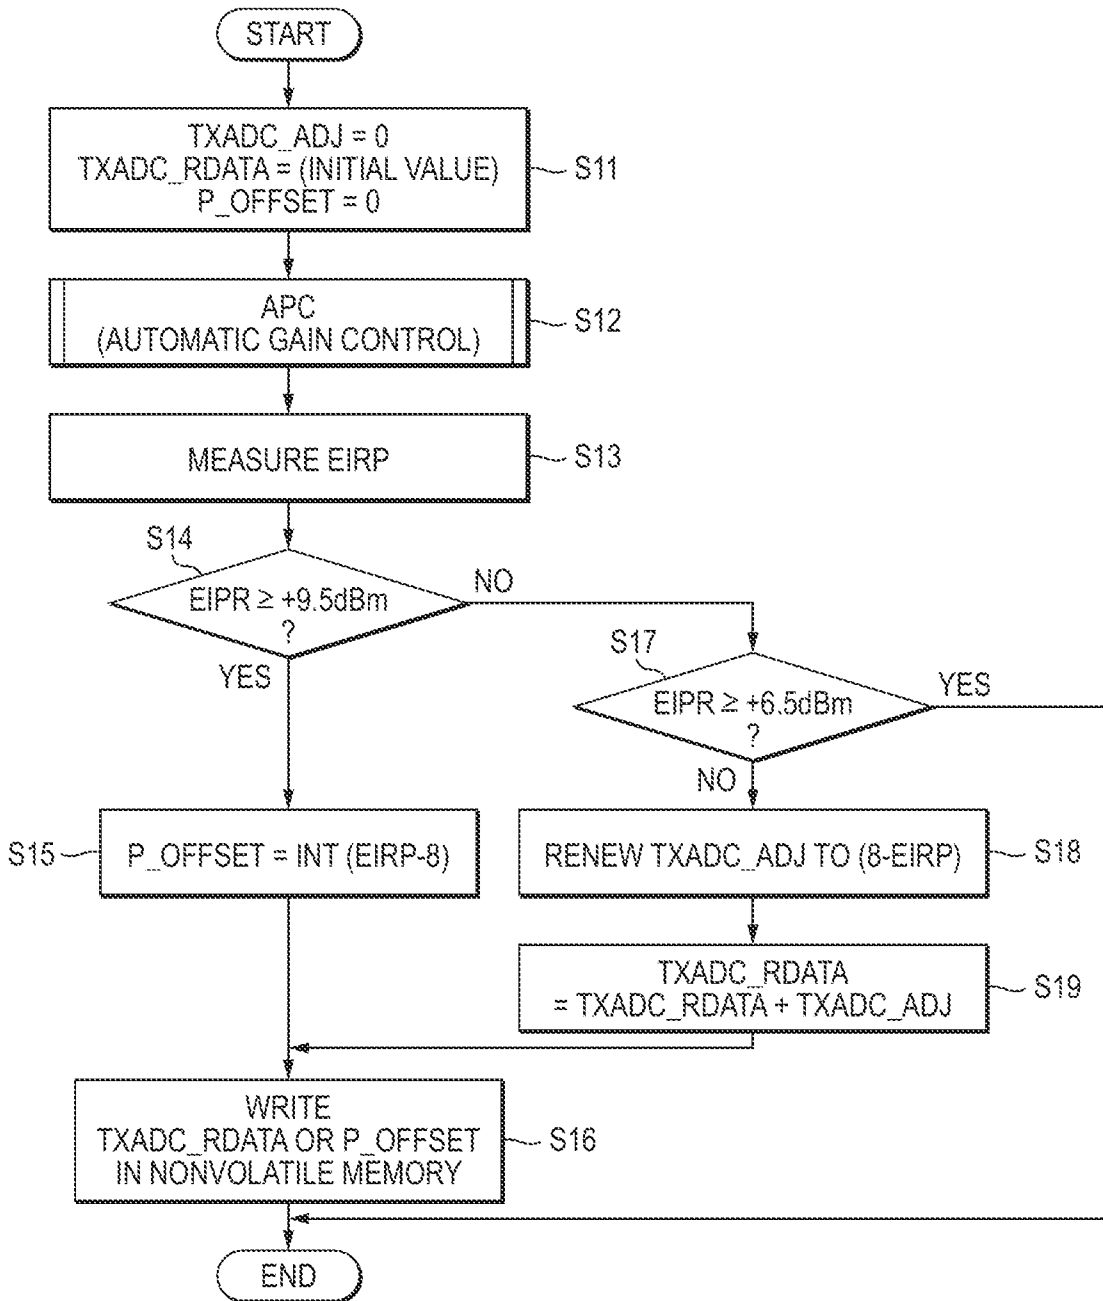 START
TXADC_ADJ = 0
TXADC_RDATA = (INITIAL VALUE)
P_OFFSET = 0
S11
APC
(AUTOMATIC GAIN CONTROL)
S12
MEASURE EIRP
S13
S14
EIPR ≥ +9.5dBm
?
NO
YES
S17
EIPR ≥ +6.5dBm
?
YES
NO
S15
P_OFFSET = INT (EIRP-8)
RENEW TXADC_ADJ TO (8-EIRP)
S18
TXADC_RDATA
= TXADC_RDATA + TXADC_ADJ
S19
WRITE
TXADC_RDATA OR P_OFFSET
IN NONVOLATILE MEMORY
S16
END